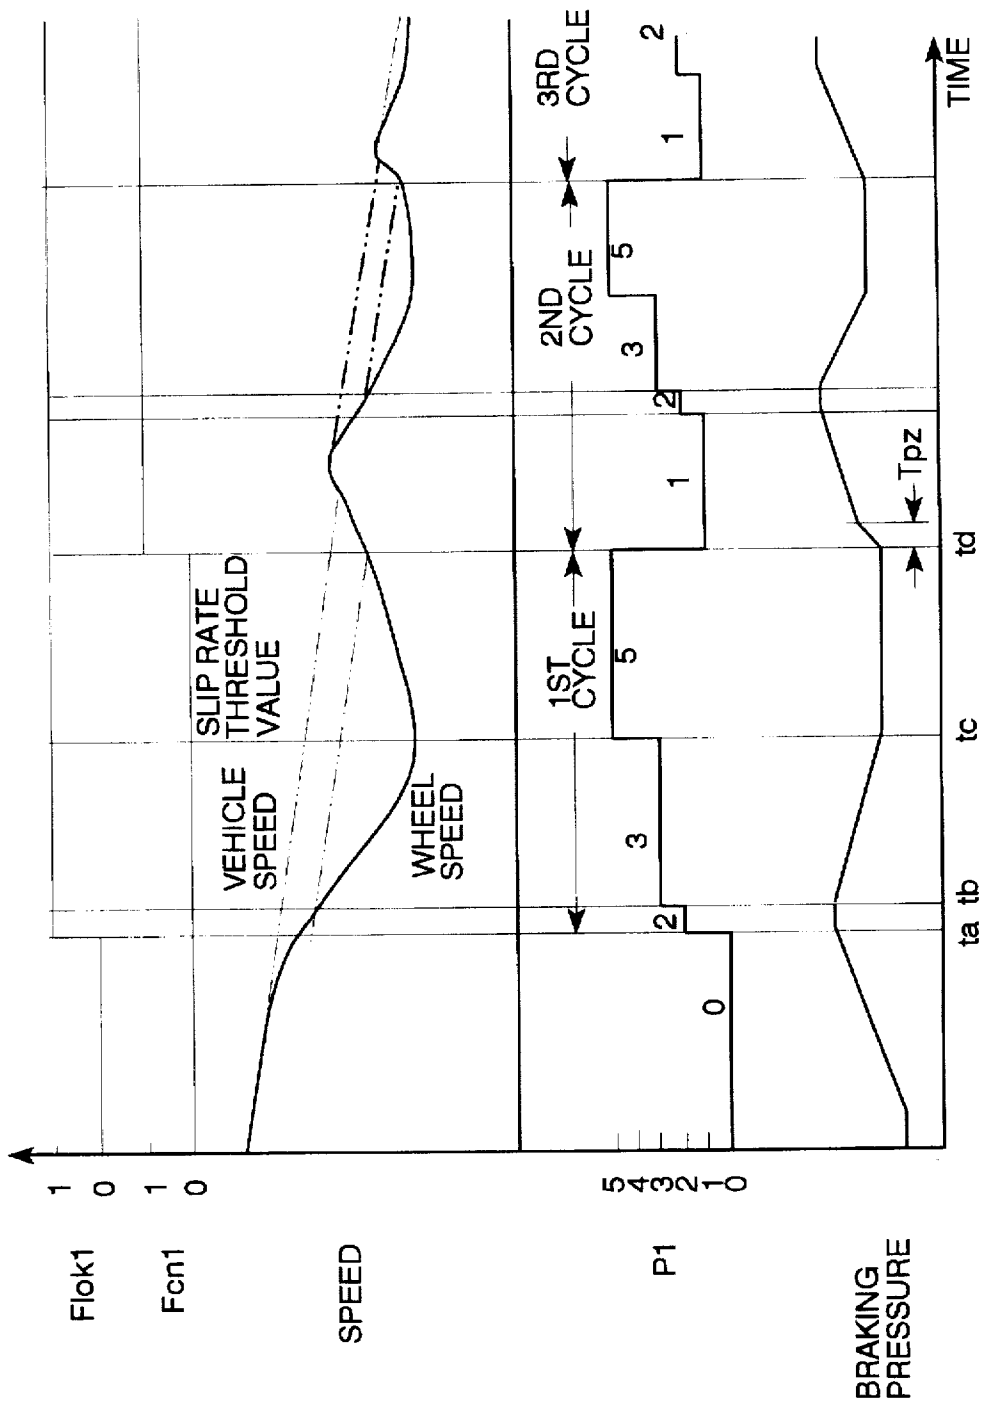 Flok1
1
0
Fcn1
1
0
SPEED
VEHICLE
SPEED
SLIP RATE
THRESHOLD
VALUE
WHEEL
SPEED
P1
5
4
3
2
1
0
1ST
CYCLE
2ND
CYCLE
3RD
CYCLE
0
2
3
5
1
2
3
5
1
2
BRAKING
PRESSURE
Tpz
ta
tb
tc
td
TIME